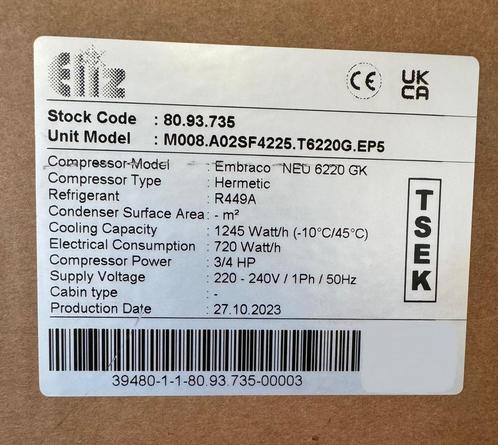 Eliz
CE
UK
CA
Stock Code : 80.93.735
Unit Model : M008.A02SF4225.T6220G.EP5
Compressor Model : Embraco NEU 6220 GK
Compressor Type : Hermetic
Refrigerant : R449A
Condenser Surface Area : - m²
Cooling Capacity : 1245 Watt/h (-10°C/45°C)
Electrical Consumption : 720 Watt/h
Compressor Power : 3/4 HP
Supply Voltage : 220 - 240V / 1Ph / 50Hz
Cabin type : -
Production Date : 27.10.2023
TSEK
39480-1-1-80.93.735-00003